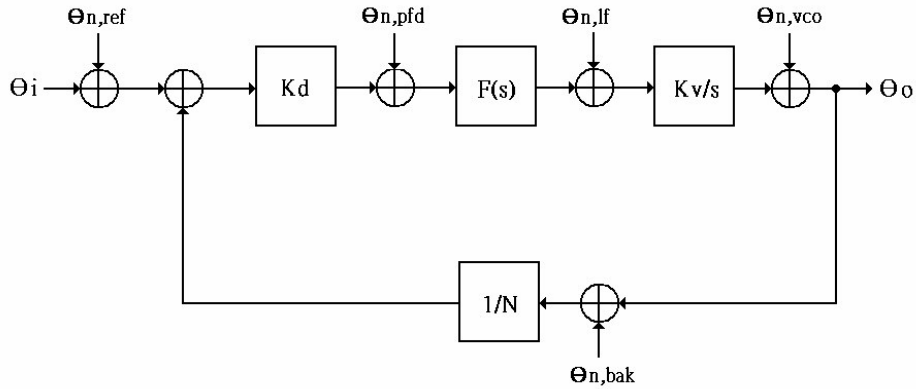 Θn,ref
Θn,pfd
Θn,lf
Θn,vco
Θi
Kd
F(s)
Kv/s
Θo
1/N
Θn,bak